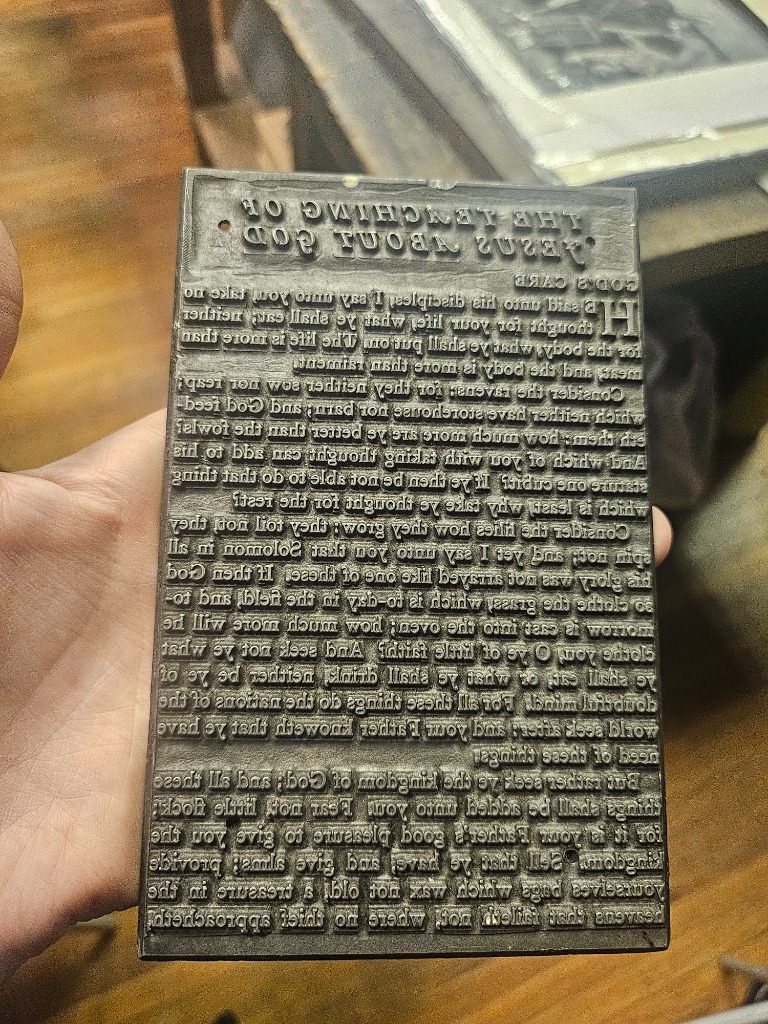 THE TEACHING OF
JESUS ABOUT GOD
GOD'S CARE
HE said unto his disciples, I say unto you, take no
thought for your life, what ye shall eat; neither
for the body, what ye shall put on. The life is more than
meat, and the body is more than raiment.
Consider the ravens: for they neither sow nor reap;
which neither have storehouse nor barn; and God feed-
eth them: how much more are ye better than the fowls?
And which of you with taking thought can add to his
stature one cubit? If ye then be not able to do that thing
which is least, why take ye thought for the rest?
Consider the lilies how they grow: they toil not, they
spin not; and yet I say unto you that Solomon in all
his glory was not arrayed like one of these. If then God
so clothe the grass, which is to-day in the field, and to-
morrow is cast into the oven; how much more will he
clothe you, O ye of little faith? And seek not ye what
ye shall eat, or what ye shall drink, neither be ye of
doubtful mind. For all these things do the nations of the
world seek after: and your Father knoweth that ye have
need of these things.
But rather seek ye the kingdom of God; and all these
things shall be added unto you. Fear not, little flock;
for it is your Father's good pleasure to give you the
kingdom. Sell that ye have, and give alms; provide
yourselves bags which wax not old, a treasure in the
heavens that faileth not, where no thief approacheth,